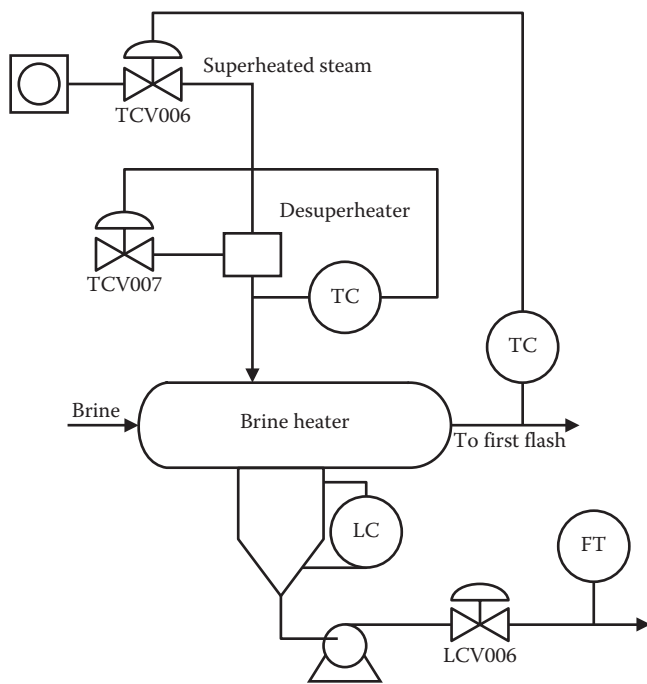 Superheated steam
TCV006
Desuperheater
TCV007
TC
TC
Brine
Brine heater
To first flash
LC
FT
LCV006